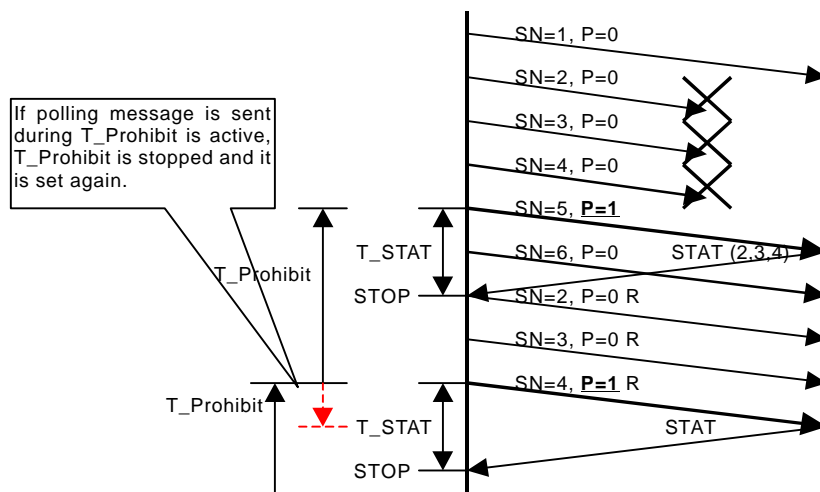 SN=1, P=0
SN=2, P=0
If polling message is sent
during T_Prohibit is active,
T_Prohibit is stopped and it
is set again.
SN=3, P=0
SN=4, P=0
SN=5, P=1
T_STAT
SN=6, P=0
STAT (2,3,4)
T_Prohibit
STOP
SN=2, P=0 R
SN=3, P=0 R
SN=4, P=1 R
T_Prohibit
T_STAT
STAT
STOP